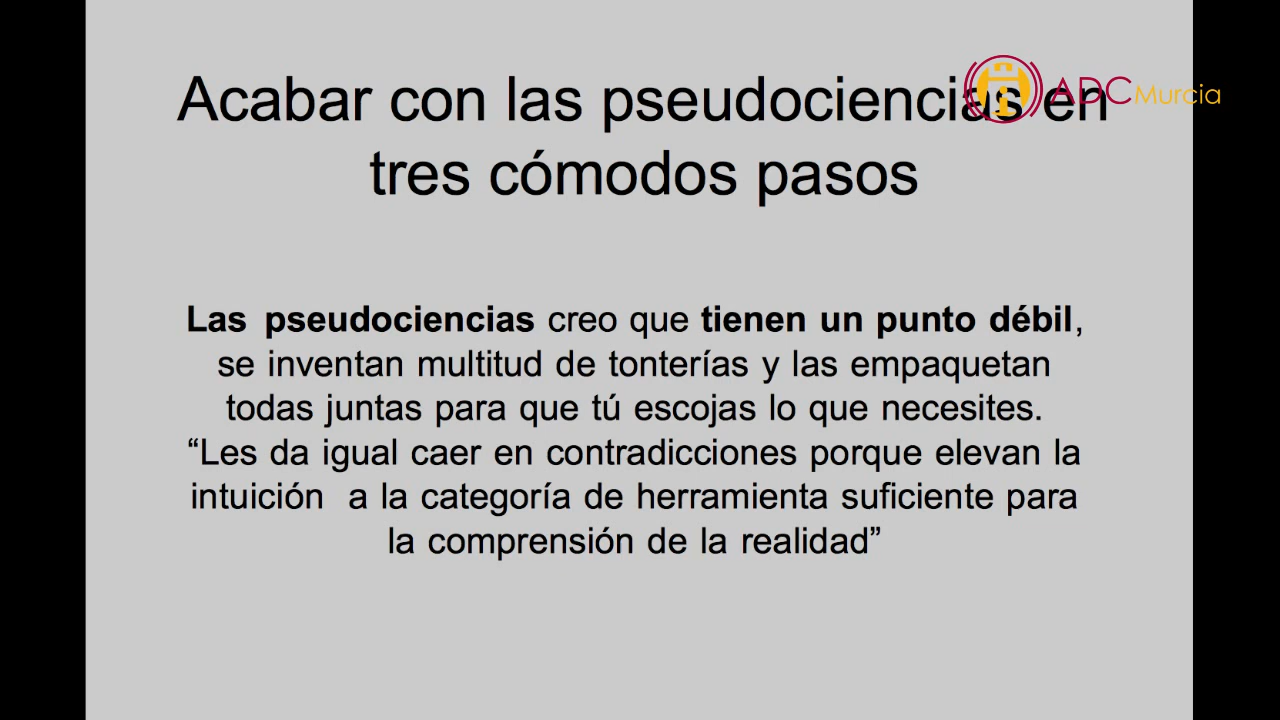 Acabar con las pseudociencias en
tres cómodos pasos
ADCMurcia
Las pseudociencias creo que tienen un punto débil,
se inventan multitud de tonterías y las empaquetan
todas juntas para que tú escojas lo que necesites.
“Les da igual caer en contradicciones porque elevan la
intuición a la categoría de herramienta suficiente para
la comprensión de la realidad”